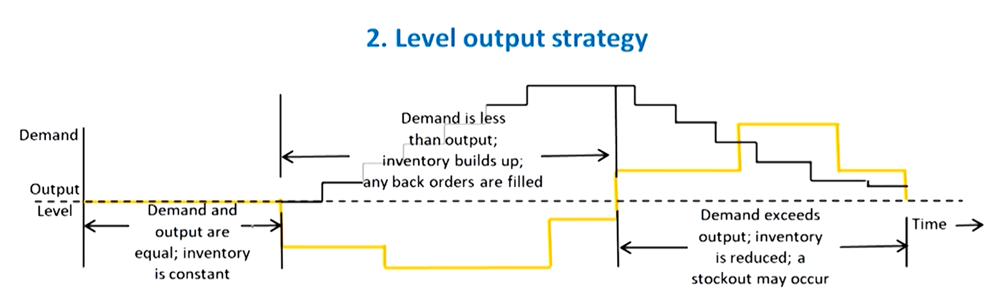 2. Level output strategy
Demand
Output
Level
Demand and
output are
equal; inventory
is constant
Demand is less
than output;
inventory builds up;
any back orders are filled
Demand exceeds
output; inventory
is reduced; a
stockout may occur
Time